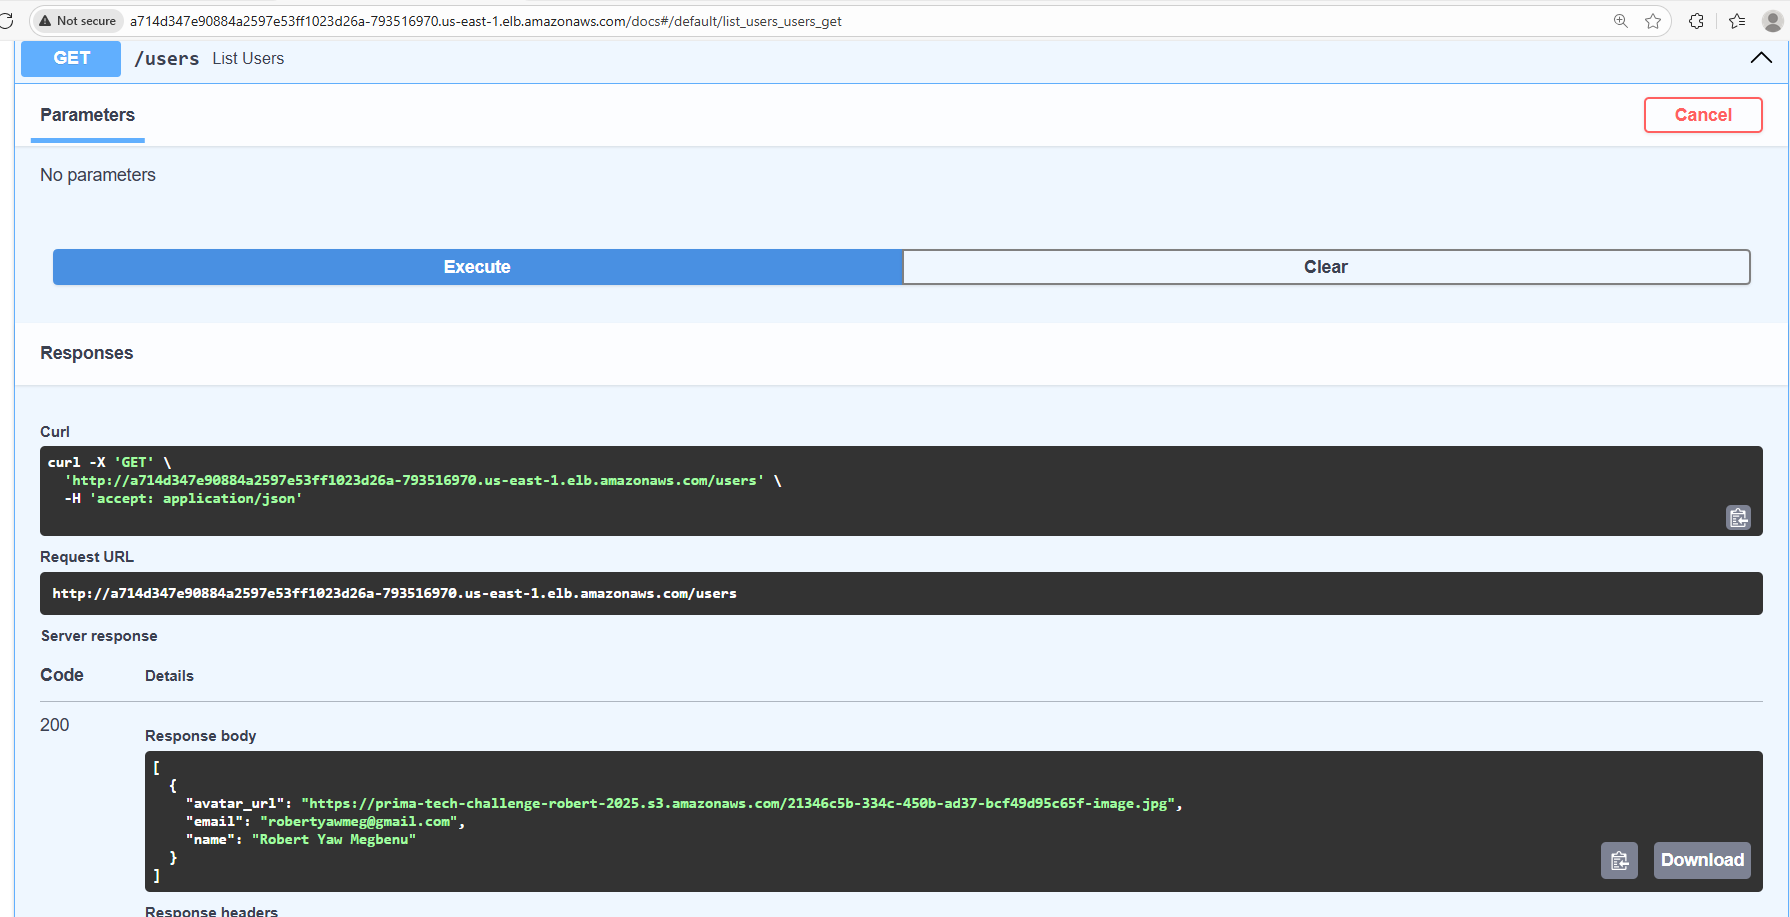 Not secure a714d347e90884a2597e53ff1023d26a-793516970.us-east-1.elb.amazonaws.com/docs#/default/list_users_users_get
GET /users List Users
Parameters Cancel
No parameters
Execute Clear
Responses
Curl
curl -X 'GET' \
  'http://a714d347e90884a2597e53ff1023d26a-793516970.us-east-1.elb.amazonaws.com/users' \
  -H 'accept: application/json'
Request URL
http://a714d347e90884a2597e53ff1023d26a-793516970.us-east-1.elb.amazonaws.com/users
Server response
Code Details
200
Response body
[
  {
    "avatar_url": "https://prima-tech-challenge-robert-2025.s3.amazonaws.com/21346c5b-334c-450b-ad37-bcf49d95c65f-image.jpg",
    "email": "robertyawmeg@gmail.com",
    "name": "Robert Yaw Megbenu"
  }
]
Download
Response headers